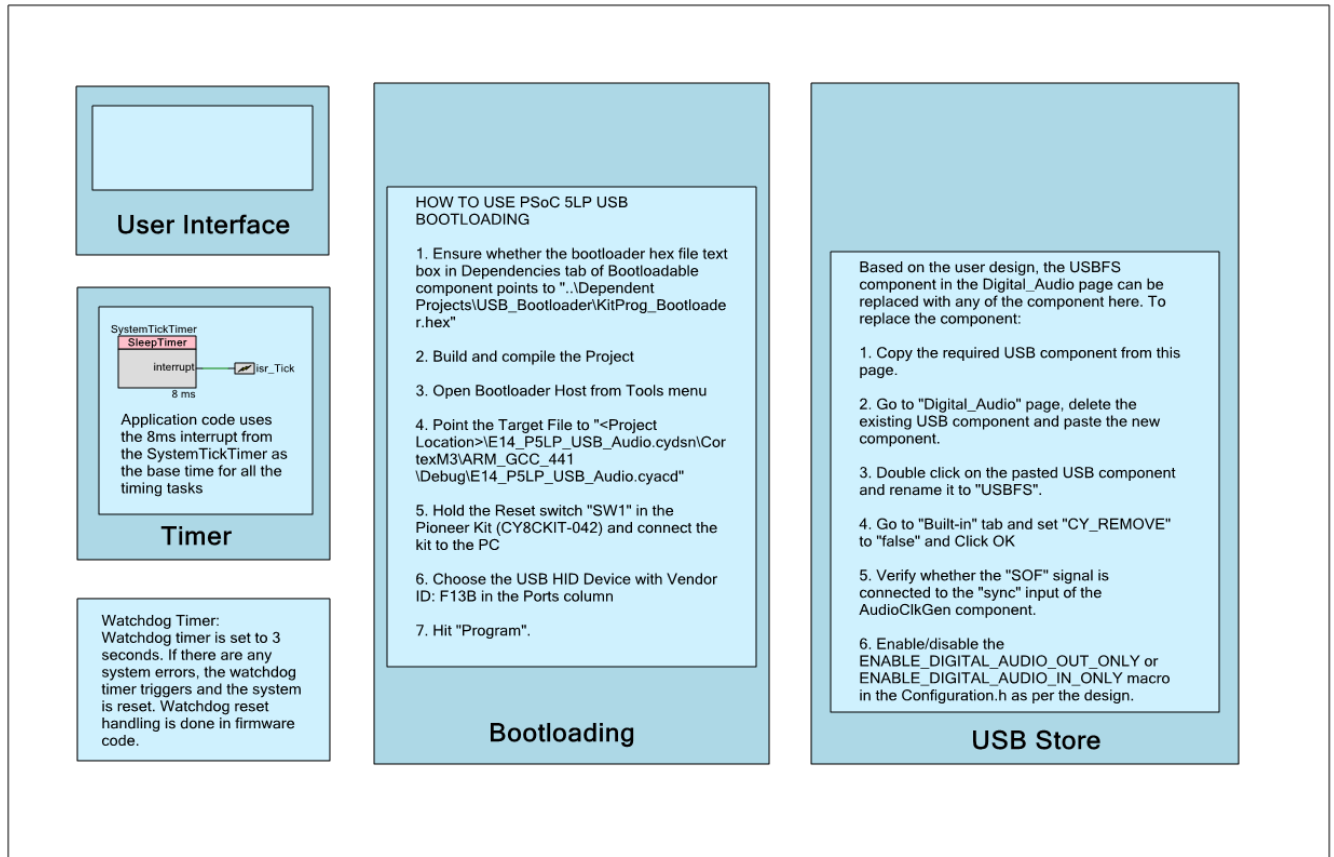 User Interface
SystemTickTimer
SleepTimer
interrupt
isr_Tick
8 ms
Application code uses
the 8ms interrupt from
the SystemTickTimer as
the base time for all the
timing tasks
Timer
Watchdog Timer:
Watchdog timer is set to 3
seconds. If there are any
system errors, the watchdog
timer triggers and the system
is reset. Watchdog reset
handling is done in firmware
code.
HOW TO USE PSoC 5LP USB
BOOTLOADING
1. Ensure whether the bootloader hex file text
box in Dependencies tab of Bootloadable
component points to "..\Dependent
Projects\USB_Bootloader\KitProg_Bootloade
r.hex"
2. Build and compile the Project
3. Open Bootloader Host from Tools menu
4. Point the Target File to "<Project
Location>\E14_P5LP_USB_Audio.cydsn\Cor
texM3\ARM_GCC_441
\Debug\E14_P5LP_USB_Audio.cyacd"
5. Hold the Reset switch "SW1" in the
Pioneer Kit (CY8CKIT-042) and connect the
kit to the PC
6. Choose the USB HID Device with Vendor
ID: F13B in the Ports column
7. Hit "Program".
Bootloading
Based on the user design, the USBFS
component in the Digital_Audio page can be
replaced with any of the component here. To
replace the component:
1. Copy the required USB component from this
page.
2. Go to "Digital_Audio" page, delete the
existing USB component and paste the new
component.
3. Double click on the pasted USB component
and rename it to "USBFS".
4. Go to "Built-in" tab and set "CY_REMOVE"
to "false" and Click OK
5. Verify whether the "SOF" signal is
connected to the "sync" input of the
AudioClkGen component.
6. Enable/disable the
ENABLE_DIGITAL_AUDIO_OUT_ONLY or
ENABLE_DIGITAL_AUDIO_IN_ONLY macro
in the Configuration.h as per the design.
USB Store